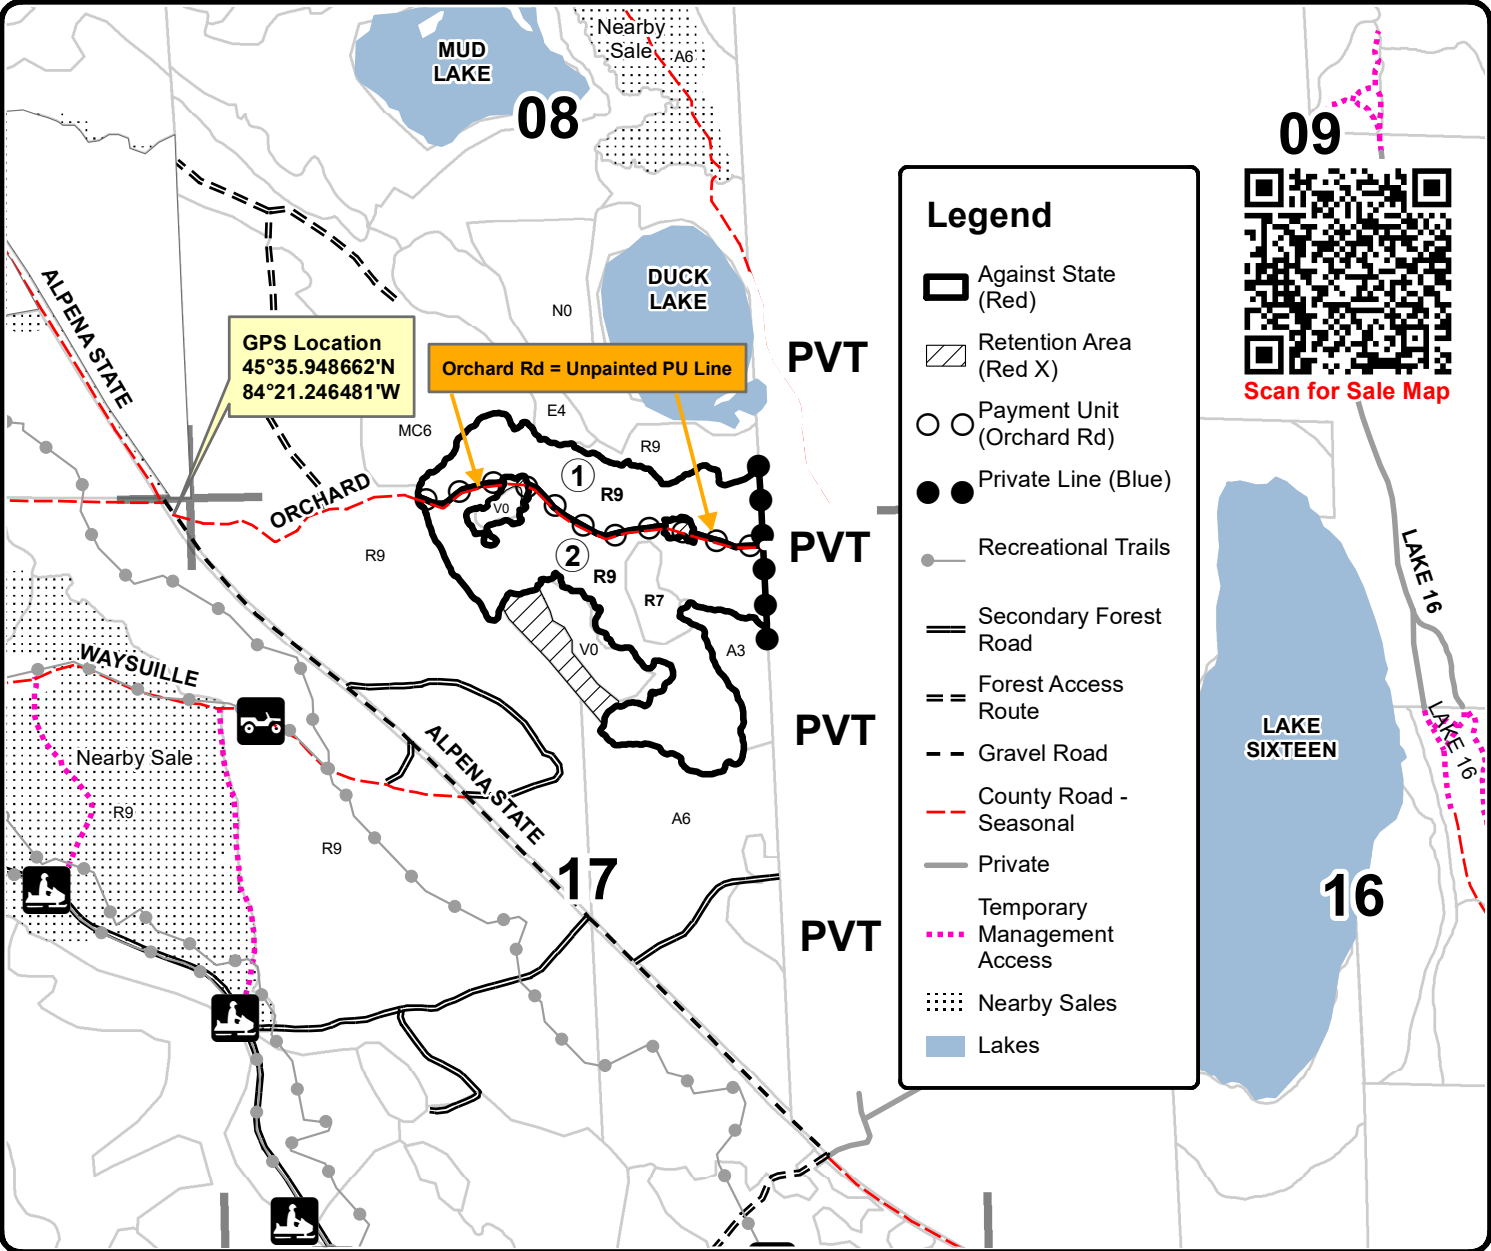 Nearby
Sale
A6
MUD
LAKE
08
09
DUCK
LAKE
N0
ALPENA STATE
GPS Location
45°35.948662'N
84°21.246481'W
Orchard Rd = Unpainted PU Line
PVT
E4
MC6
R9
1
R9
V0
ORCHARD
R9
2
R9
PVT
R7
V0
A3
WAYSUILLE
ALPENA STATE
PVT
Nearby Sale
R9
R9
A6
17
PVT
Legend
Against State
(Red)
Retention Area
(Red X)
Payment Unit
(Orchard Rd)
Private Line (Blue)
Recreational Trails
Secondary Forest
Road
Forest Access
Route
Gravel Road
County Road -
Seasonal
Private
Temporary
Management
Access
Nearby Sales
Lakes
Scan for Sale Map
LAKE 16
LAKE 16
LAKE
SIXTEEN
16